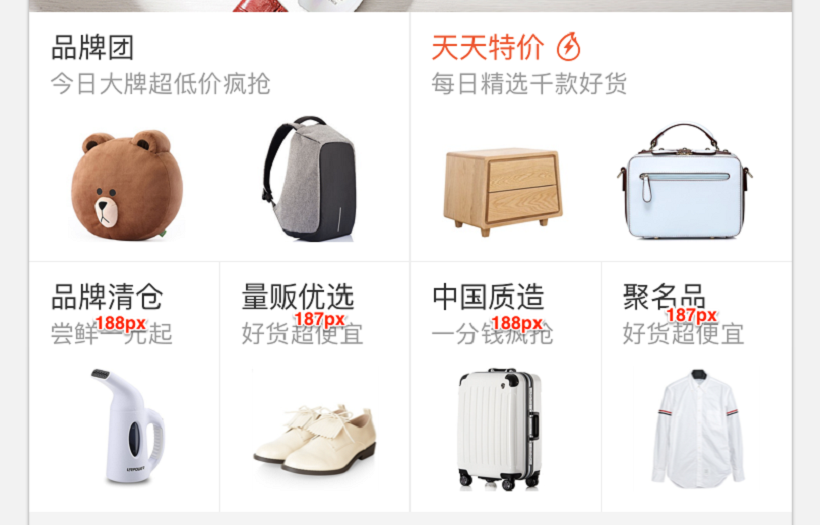 品牌团
今日大牌超低价疯抢
天天特价
每日精选千款好货
品牌清仓
尝鲜一元起
188px
量贩优选
好货超便宜
187px
中国质造
一分钱疯抢
188px
聚名品
好货超便宜
187px